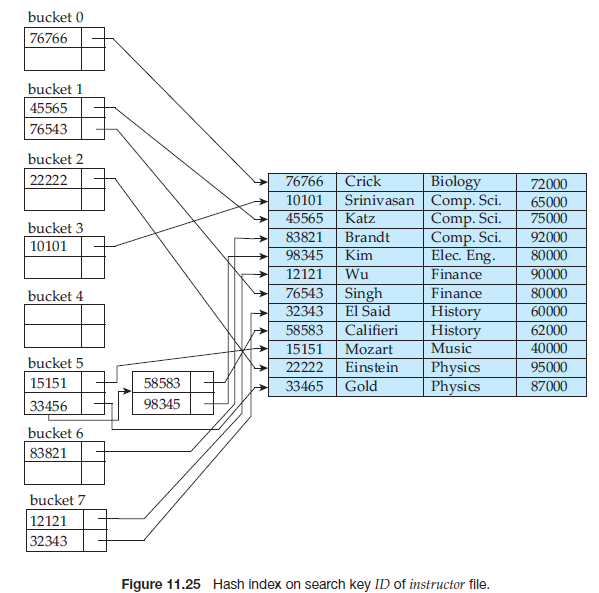 bucket 0
76766
bucket 1
45565
76543
bucket 2
22222
bucket 3
10101
bucket 4
bucket 5
15151
33456
58583
98345
bucket 6
83821
bucket 7
12121
32343
76766 Crick Biology 72000
10101 Srinivasan Comp. Sci. 65000
45565 Katz Comp. Sci. 75000
83821 Brandt Comp. Sci. 92000
98345 Kim Elec. Eng. 80000
12121 Wu Finance 90000
76543 Singh Finance 80000
32343 El Said History 60000
58583 Califieri History 62000
15151 Mozart Music 40000
22222 Einstein Physics 95000
33465 Gold Physics 87000
Figure 11.25 Hash index on search key ID of instructor file.